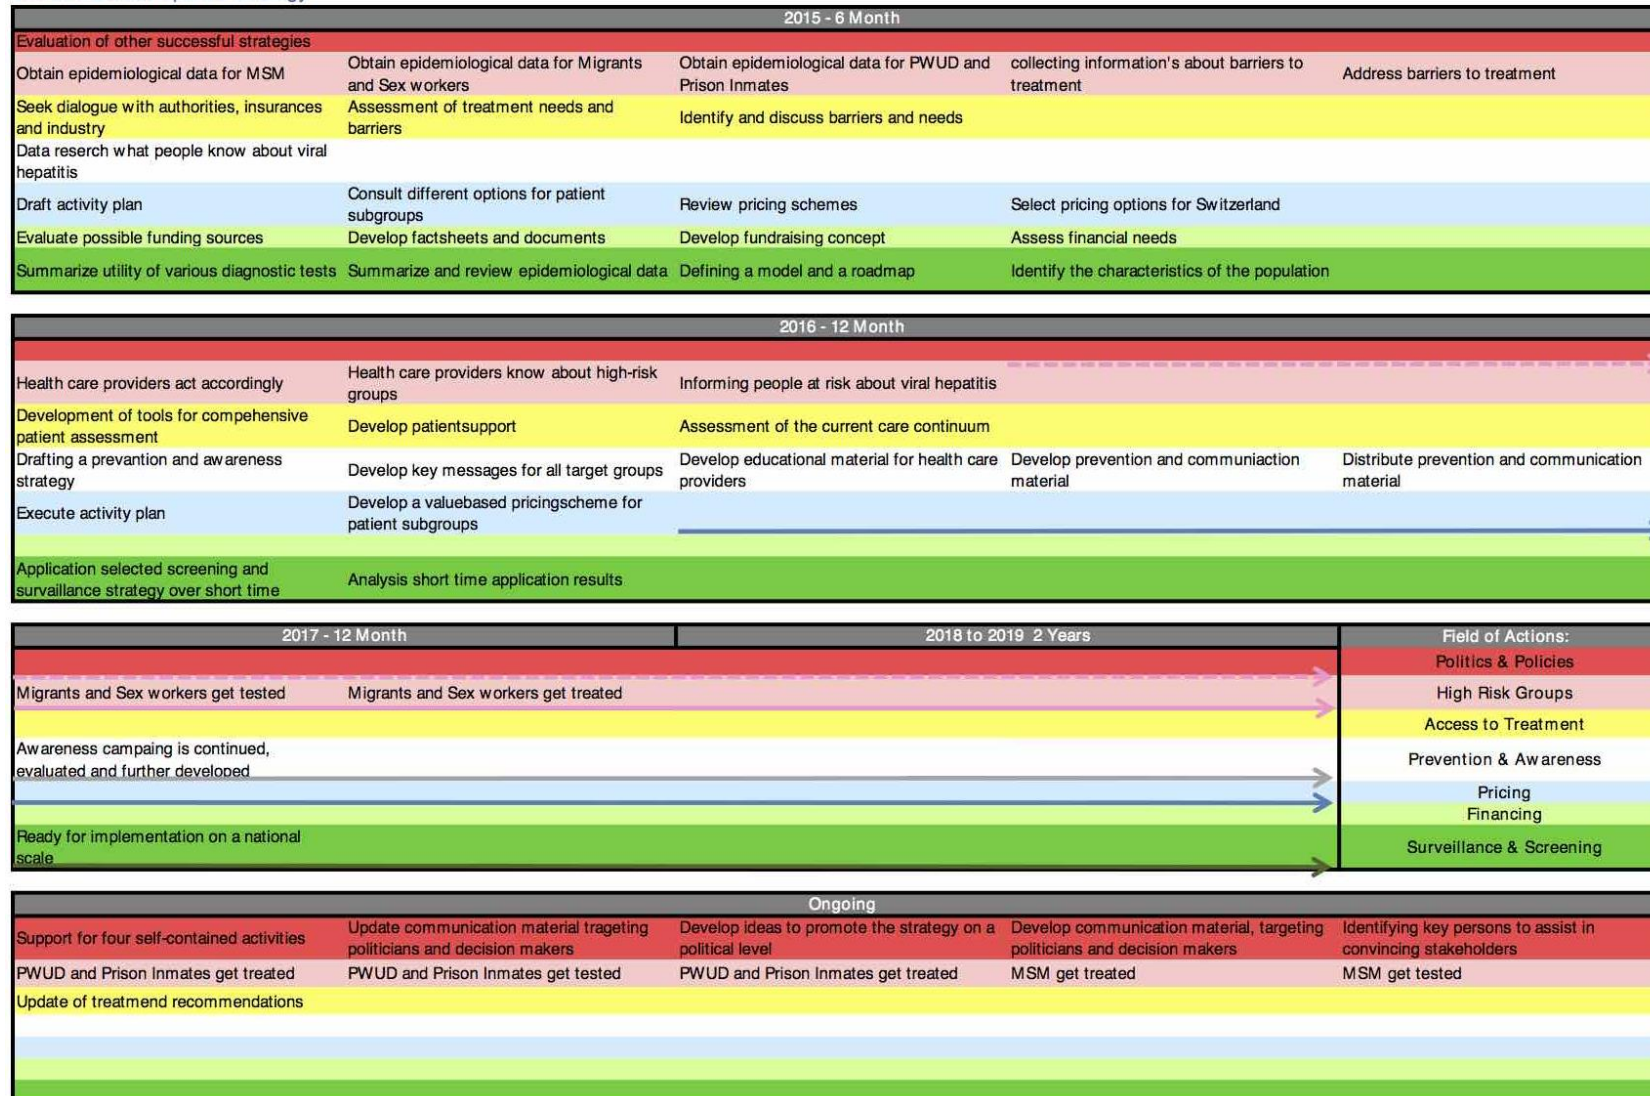 2015 - 6 Month
Evaluation of other successful strategies
Obtain epidemiological data for MSM
Obtain epidemiological data for Migrants
and Sex workers
Obtain epidemiological data for PWUD and
Prison Inmates
collecting information's about barriers to
treatment
Address barriers to treatment
Seek dialogue with authorities, insurances
and industry
Assessment of treatment needs and
barriers
Identify and discuss barriers and needs
Data reserch what people know about viral
hepatitis
Draft activity plan
Consult different options for patient
subgroups
Review pricing schemes
Select pricing options for Switzerland
Evaluate possible funding sources
Develop factsheets and documents
Develop fundraising concept
Assess financial needs
Summarize utility of various diagnostic tests
Summarize and review epidemiological data
Defining a model and a roadmap
Identify the characteristics of the population
2016 - 12 Month
Health care providers act accordingly
Health care providers know about high-risk
groups
Informing people at risk about viral hepatitis
Development of tools for compehensive
patient assessment
Develop patientsupport
Assessment of the current care continuum
Drafting a prevantion and awareness
strategy
Develop key messages for all target groups
Develop educational material for health care
providers
Develop prevention and communiaction
material
Distribute prevention and communication
material
Execute activity plan
Develop a valuebased pricingscheme for
patient subgroups
Application selected screening and
survaillance strategy over short time
Analysis short time application results
2017 - 12 Month
2018 to 2019 2 Years
Field of Actions:
Politics & Policies
Migrants and Sex workers get tested
Migrants and Sex workers get treated
High Risk Groups
Access to Treatment
Awareness campaing is continued,
evaluated and further developed
Prevention & Awareness
Pricing
Financing
Ready for implementation on a national
scale
Surveillance & Screening
Ongoing
Support for four self-contained activities
Update communication material trageting
politicians and decision makers
Develop ideas to promote the strategy on a
political level
Develop communication material, targeting
politicians and decision makers
Identifying key persons to assist in
convincing stakeholders
PWUD and Prison Inmates get treated
PWUD and Prison Inmates get tested
PWUD and Prison Inmates get treated
MSM get treated
MSM get tested
Update of treatmend recommendations